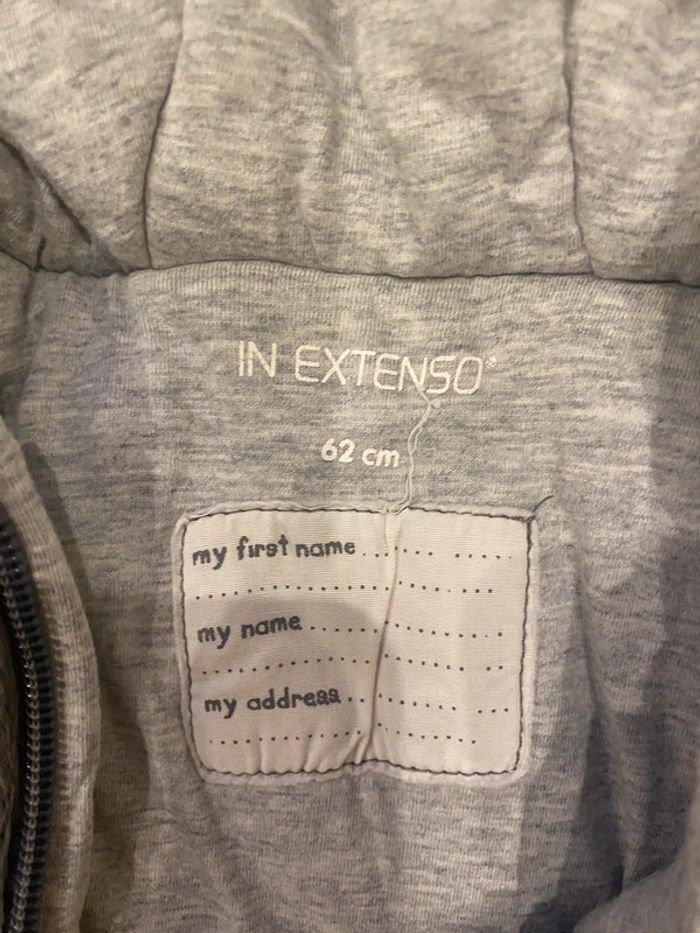 IN EXTENSO®
62 cm
my first name ...... .....
........................
my name ................
........................
my address ......... ...
....................